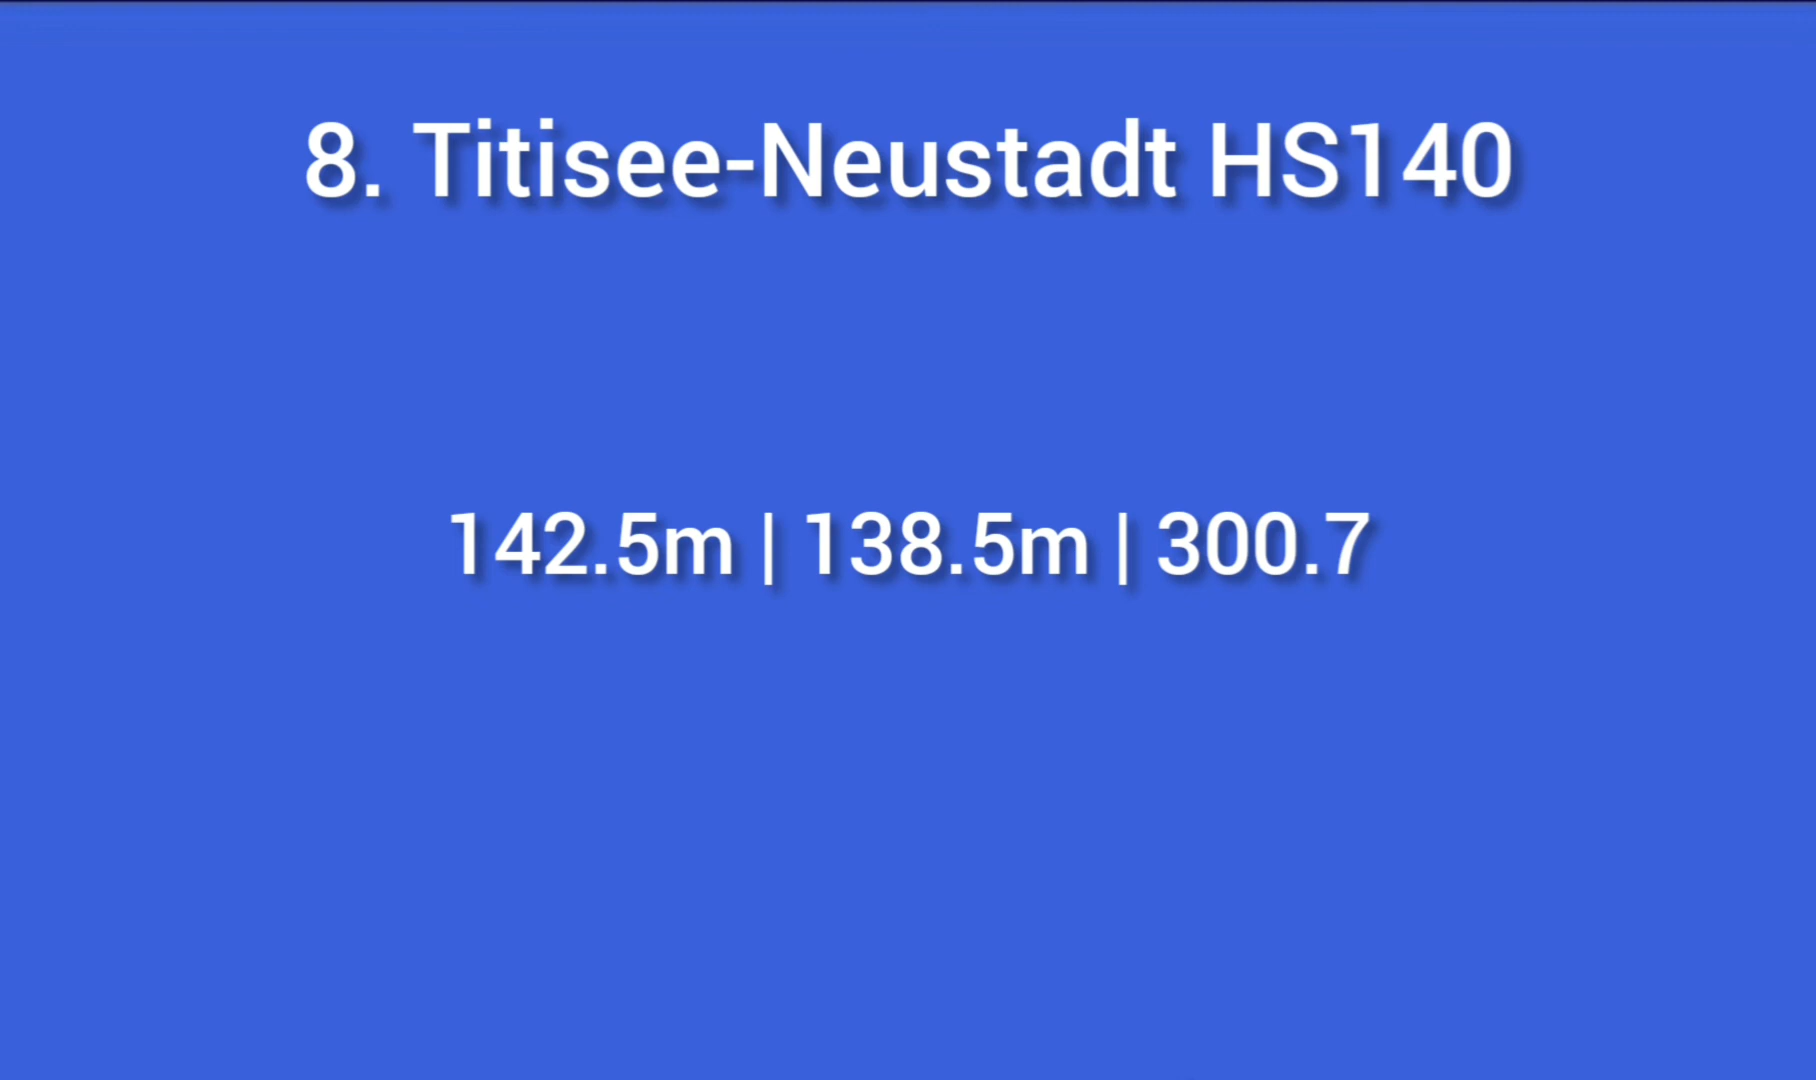 8. Titisee-Neustadt HS140
142.5m | 138.5m | 300.7